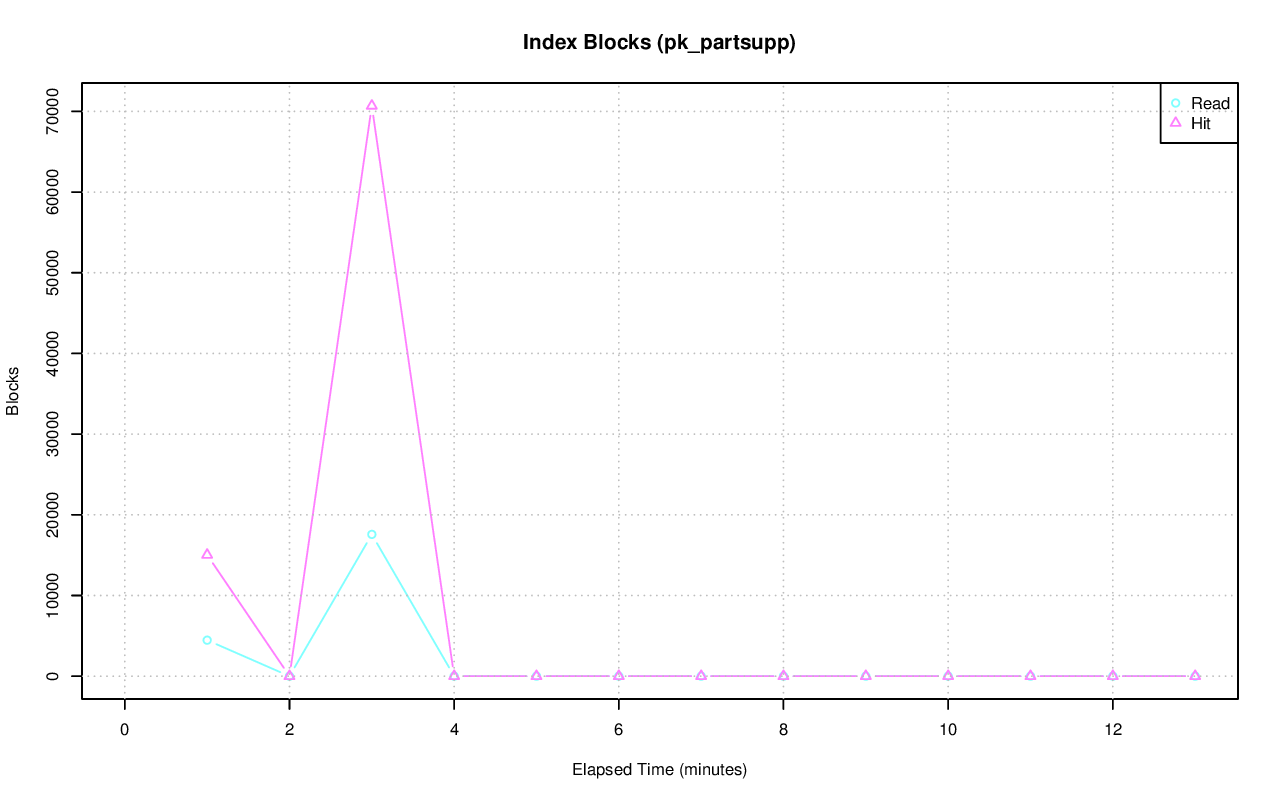 Index Blocks (pk_partsupp)
Read
Hit
70000
60000
50000
40000
30000
20000
10000
0
Blocks
0 2 4 6 8 10 12
Elapsed Time (minutes)